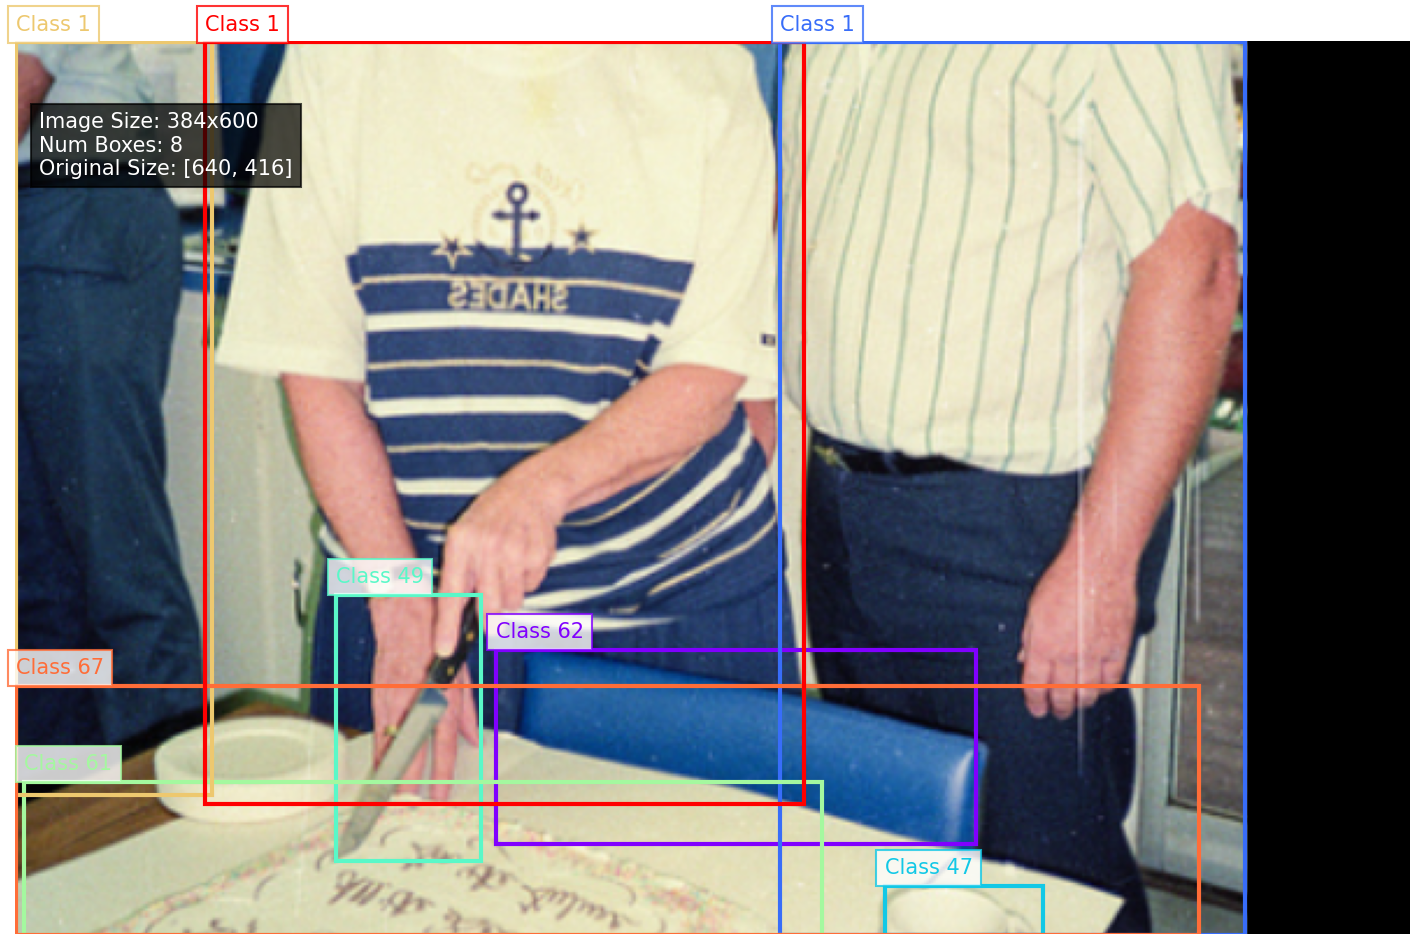 Class 1
Class 1
Class 1
Image Size: 384x600
Num Boxes: 8
Original Size: [640, 416]
SHADES
Class 49
Class 62
Class 67
Class 61
Class 47